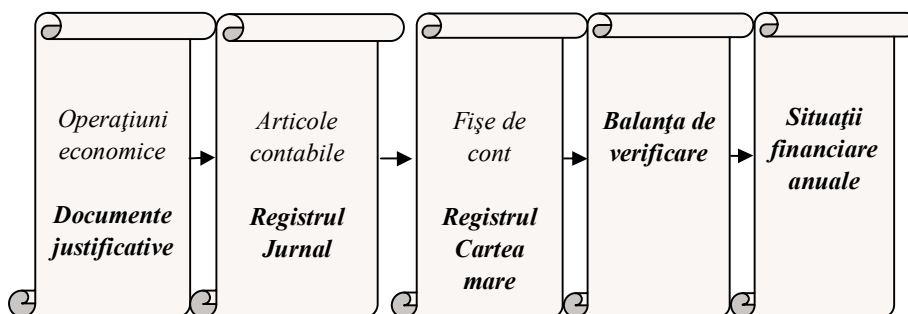 Operaţiuni
economice
Documente
justificative
Articole
contabile
Registrul
Jurnal
Fişe de
cont
Registrul
Cartea
mare
Balanţa de
verificare
Situaţii
financiare
anuale